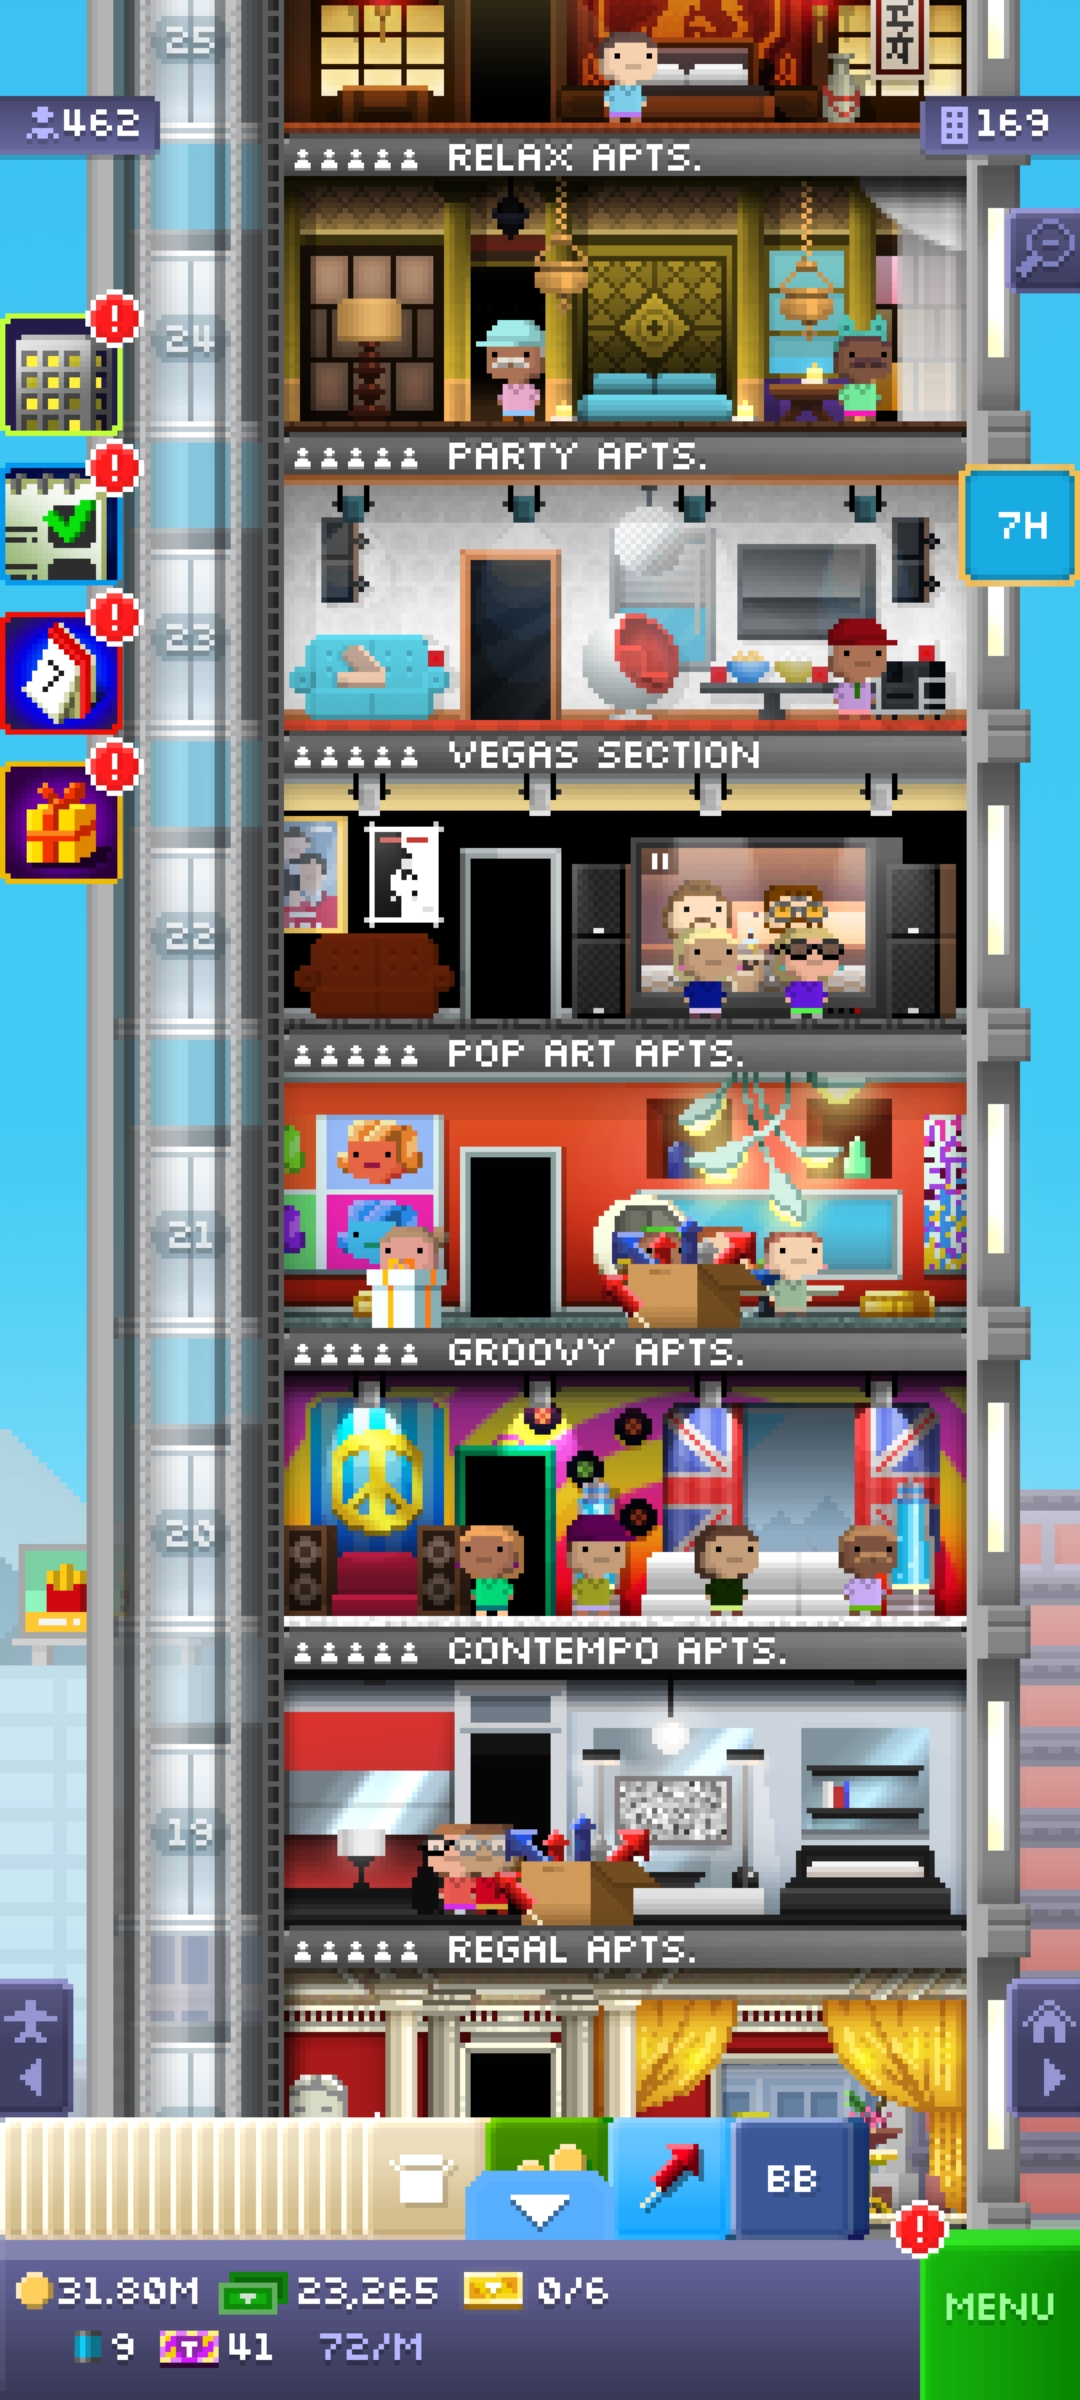 25
462
169
RELAX APTS.
24
PARTY APTS.
7H
23
VEGAS SECTION
22
POP ART APTS.
21
GROOVY APTS.
20
CONTEMPO APTS.
19
REGAL APTS.
BB
31.80M 23,265 0/6
MENU
9 41 72/M